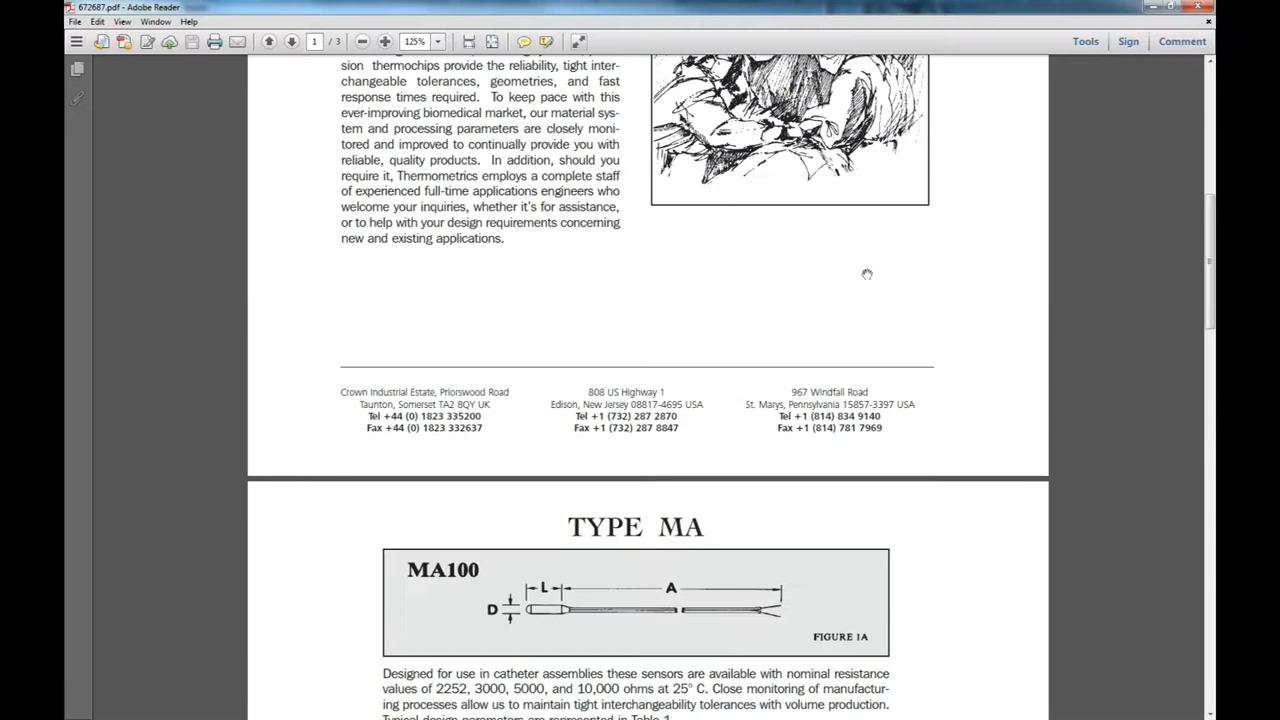 672687.pdf - Adobe Reader
File Edit View Window Help
1 / 3 125% Tools Sign Comment
sion thermochips provide the reliability, tight inter-
changeable tolerances, geometries, and fast
response times required. To keep pace with this
ever-improving biomedical market, our material sys-
tem and processing parameters are closely moni-
tored and improved to continually provide you with
reliable, quality products. In addition, should you
require it, Thermometrics employs a complete staff
of experienced full-time applications engineers who
welcome your inquiries, whether it's for assistance,
or to help with your design requirements concerning
new and existing applications.
Crown Industrial Estate, Priorswood Road
Taunton, Somerset TA2 8QY UK
Tel +44 (0) 1823 335200
Fax +44 (0) 1823 332637
808 US Highway 1
Edison, New Jersey 08817-4695 USA
Tel +1 (732) 287 2870
Fax +1 (732) 287 8847
967 Windfall Road
St. Marys, Pennsylvania 15857-3397 USA
Tel +1 (814) 834 9140
Fax +1 (814) 781 7969
TYPE MA
MA100
L A
D
FIGURE 1A
Designed for use in catheter assemblies these sensors are available with nominal resistance
values of 2252, 3000, 5000, and 10,000 ohms at 25° C. Close monitoring of manufactur-
ing processes allow us to maintain tight interchangeability tolerances with volume production.
Typical design parameters are represented in Table 1.